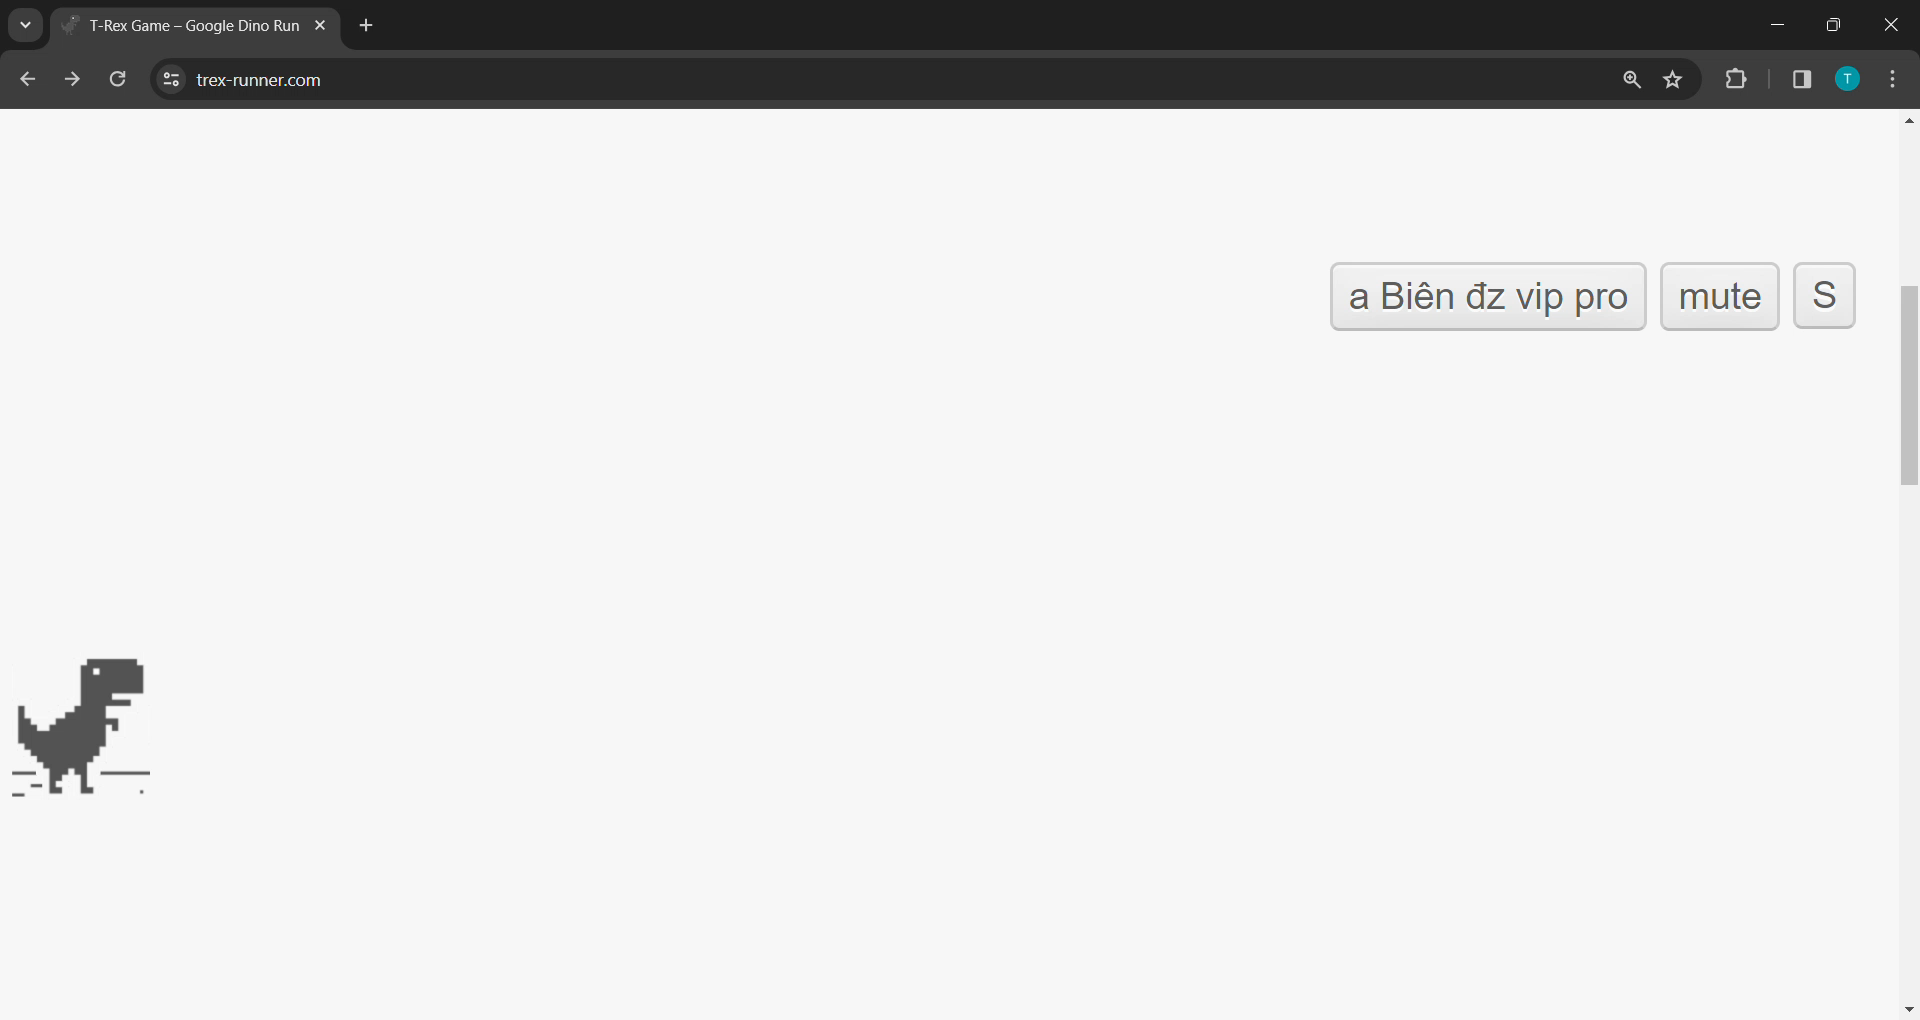 T-Rex Game – Google Dino Run
trex-runner.com
T
a Biên đz vip pro
mute
S